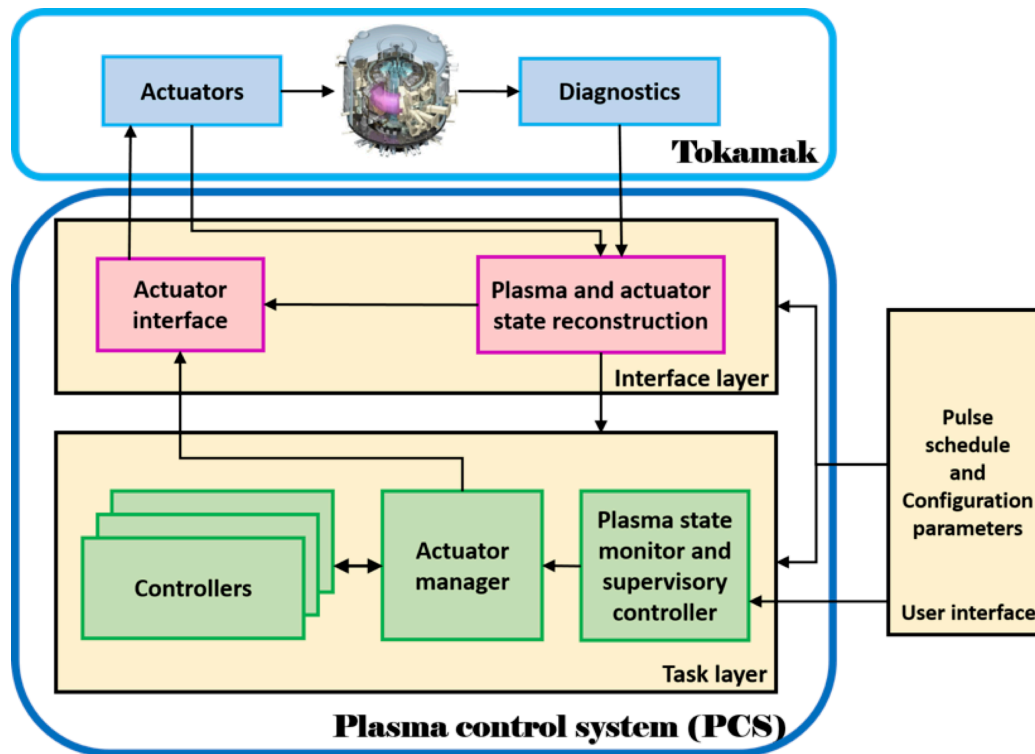 Actuators
Diagnostics
Tokamak
Actuator
interface
Plasma and actuator
state reconstruction
Interface layer
Controllers
Actuator
manager
Plasma state
monitor and
supervisory
controller
Task layer
Plasma control system (PCS)
Pulse
schedule
and
Configuration
parameters
User interface